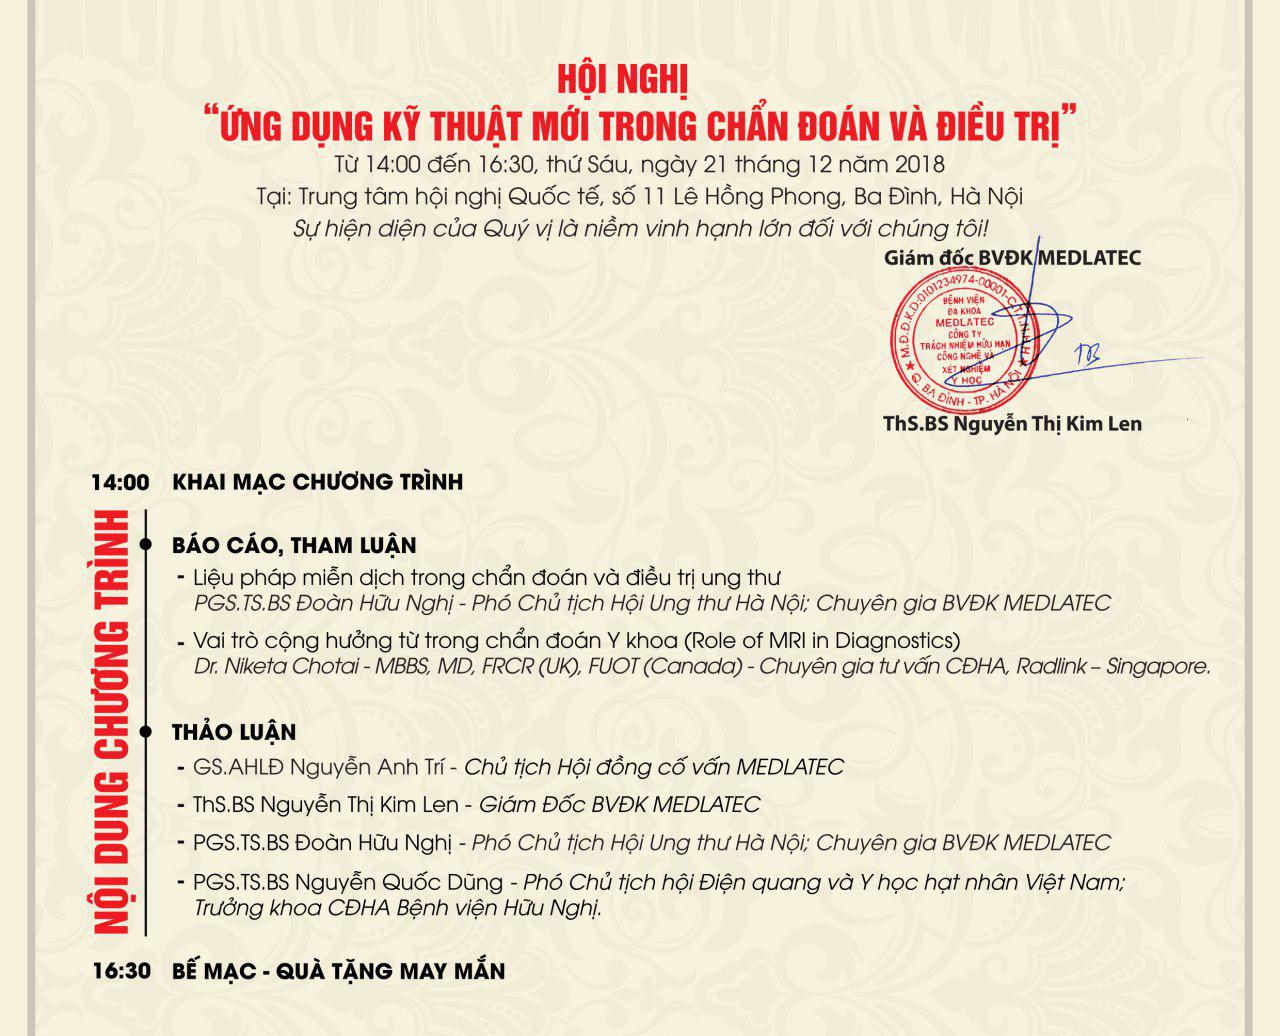 HỘI NGHỊ
“ỨNG DỤNG KỸ THUẬT MỚI TRONG CHẨN ĐOÁN VÀ ĐIỀU TRỊ”
Từ 14:00 đến 16:30, thứ Sáu, ngày 21 tháng 12 năm 2018
Tại: Trung tâm hội nghị Quốc tế, số 11 Lê Hồng Phong, Ba Đình, Hà Nội
Sự hiện diện của Quý vị là niềm vinh hạnh lớn đối với chúng tôi!
Giám đốc BVĐK MEDLATEC
M.Đ.Đ.K.D:0101234974-00001-C.T.T.N.H.H
BỆNH VIỆN
ĐA KHOA
MEDLATEC
CÔNG TY
TRÁCH NHIỆM HỮU HẠN
CÔNG NGHỆ VÀ
XÉT NGHIỆM
Y HỌC
★ Q. BA ĐÌNH - TP. HÀ NỘI ★
ThS.BS Nguyễn Thị Kim Len
NỘI DUNG CHƯƠNG TRÌNH
14:00 KHAI MẠC CHƯƠNG TRÌNH
BÁO CÁO, THAM LUẬN
- Liệu pháp miễn dịch trong chẩn đoán và điều trị ung thư
PGS.TS.BS Đoàn Hữu Nghị - Phó Chủ tịch Hội Ung thư Hà Nội; Chuyên gia BVĐK MEDLATEC
- Vai trò cộng hưởng từ trong chẩn đoán Y khoa (Role of MRI in Diagnostics)
Dr. Niketa Chotai - MBBS, MD, FRCR (UK), FUOT (Canada) - Chuyên gia tư vấn CĐHA, Radlink – Singapore.
THẢO LUẬN
- GS.AHLĐ Nguyễn Anh Trí - Chủ tịch Hội đồng cố vấn MEDLATEC
- ThS.BS Nguyễn Thị Kim Len - Giám Đốc BVĐK MEDLATEC
- PGS.TS.BS Đoàn Hữu Nghị - Phó Chủ tịch Hội Ung thư Hà Nội; Chuyên gia BVĐK MEDLATEC
- PGS.TS.BS Nguyễn Quốc Dũng - Phó Chủ tịch hội Điện quang và Y học hạt nhân Việt Nam;
Trưởng khoa CĐHA Bệnh viện Hữu Nghị.
16:30 BẾ MẠC - QUÀ TẶNG MAY MẮN